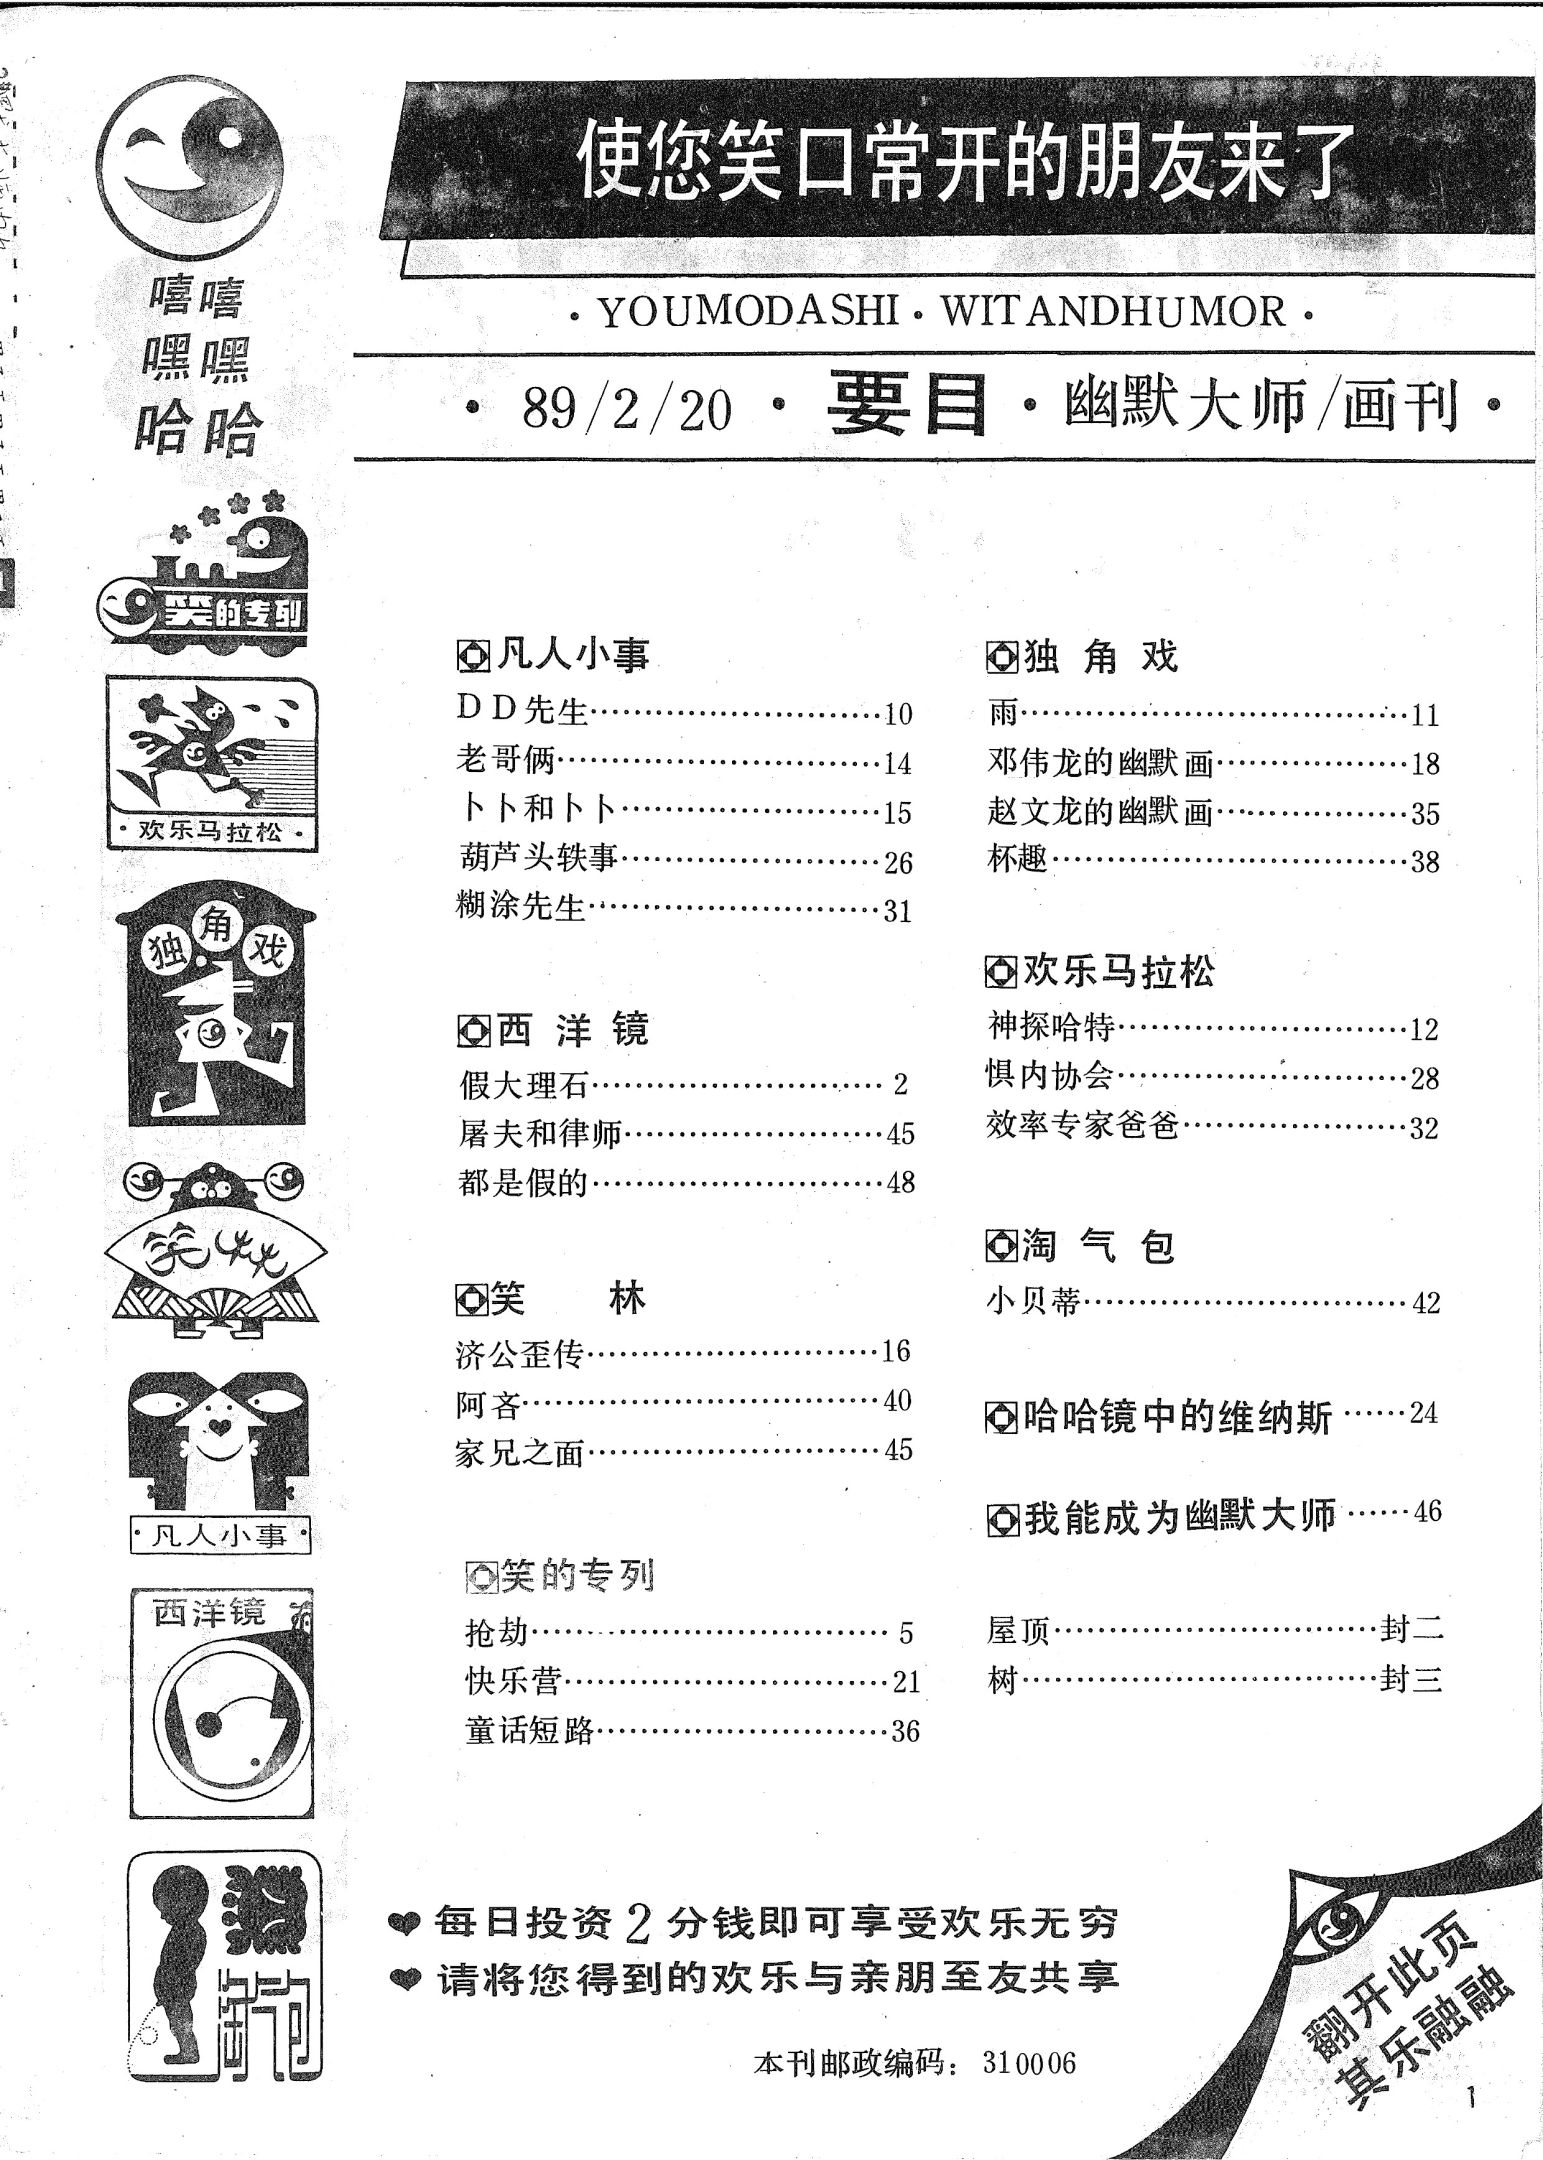 使您笑口常开的朋友来了
·YOUMODASHI·WITANDHUMOR·
·89/2/20·要目·幽默大师/画刊·
嘻嘻
嘿嘿
哈哈
笑的专列
·欢乐马拉松·
独角戏
笑林
·凡人小事·
西洋镜
凡人小事
DD先生……10
老哥俩……14
卜卜和卜卜……15
葫芦头轶事……26
糊涂先生……31
西洋镜
假大理石……2
屠夫和律师……45
都是假的……48
笑林
济公歪传……16
阿吝……40
家兄之面……45
笑的专列
抢劫……5
快乐营……21
童话短路……36
独角戏
雨……11
邓伟龙的幽默画……18
赵文龙的幽默画……35
杯趣……38
欢乐马拉松
神探哈特……12
惧内协会……28
效率专家爸爸……32
淘气包
小贝蒂……42
哈哈镜中的维纳斯……24
我能成为幽默大师……46
屋顶……封二
树……封三
♥每日投资2分钱即可享受欢乐无穷
♥请将您得到的欢乐与亲朋至友共享
本刊邮政编码：310006
翻开此页
其乐融融
1